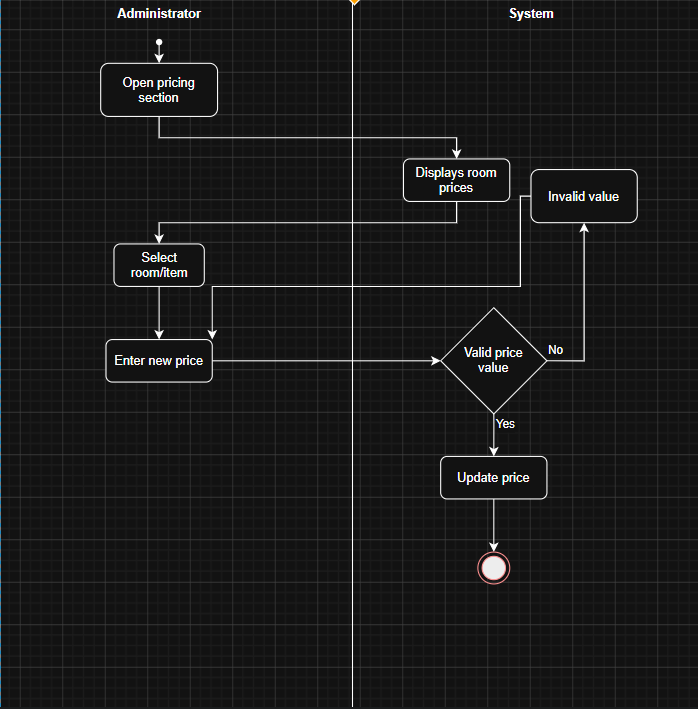 Administrator
System
Open pricing
section
Displays room
prices
Invalid value
Select
room/item
Enter new price
Valid price
value
No
Yes
Update price